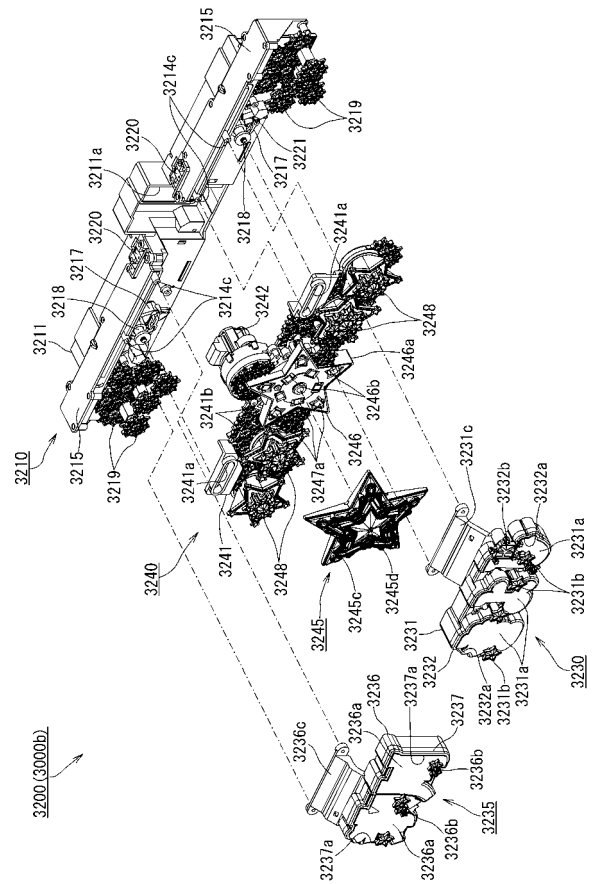 3200 (3000b)
3210
3211
3211a
3215
3215
3214c
3220
3220
3217
3218
3219
3214c
3217
3221
3218
3219
3240
3241a
3241
3241b
3242
3241a
3248
3246a
3246b
3246
3247a
3248
3245
3245c
3245d
3231c
3231
3232
3232a
3231b
3231a
3232b
3232a
3231a
3231b
3230
3236c
3236a
3236
3237a
3237
3236b
3235
3236b
3236a
3237a